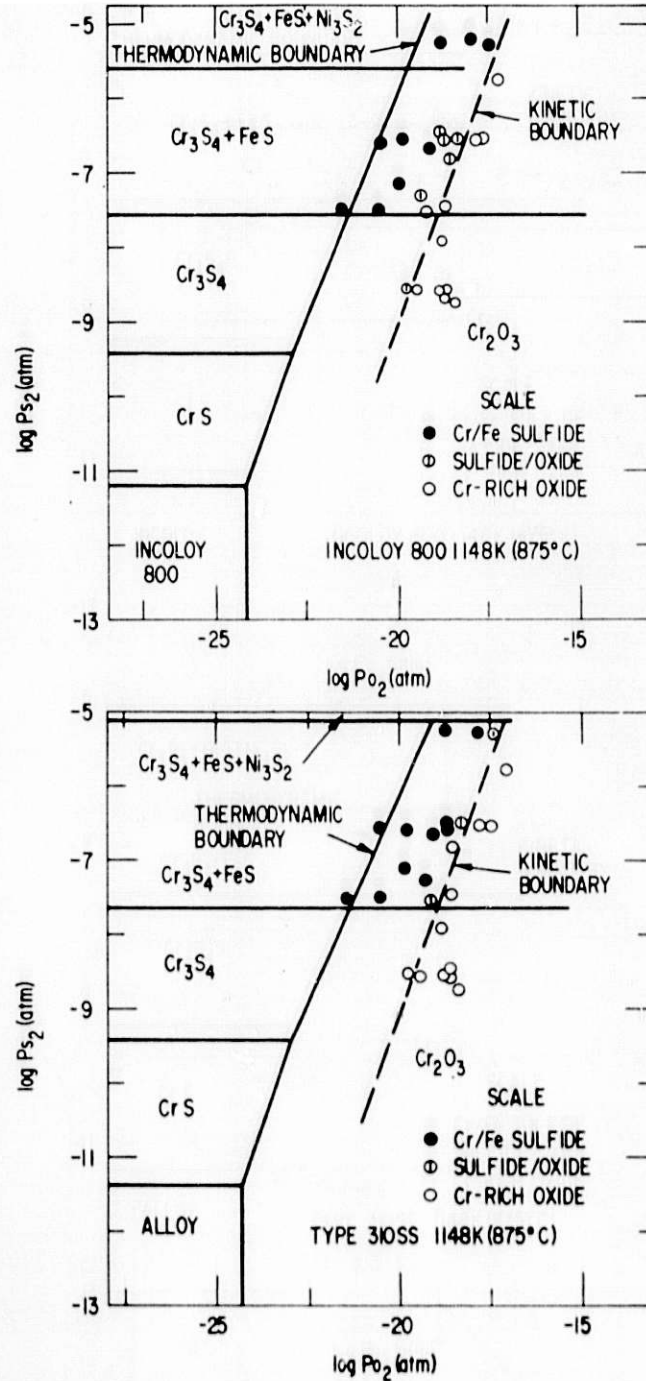 Cr3S4+FeS+Ni3S2
THERMODYNAMIC BOUNDARY
-5
KINETIC
BOUNDARY
Cr3S4+FeS
-7
Cr3S4
-9
Cr2O3
log Ps2(atm)
CrS
SCALE
Cr/Fe SULFIDE
-11
SULFIDE/OXIDE
Cr-RICH OXIDE
INCOLOY
800
INCOLOY 800 1148K (875°C)
-13
-25
-20
-15
log Po2(atm)
-5
Cr3S4+FeS+Ni3S2
THERMODYNAMIC
BOUNDARY
-7
KINETIC
BOUNDARY
Cr3S4+FeS
Cr3S4
-9
log Ps2(atm)
Cr2O3
CrS
SCALE
Cr/Fe SULFIDE
-11
SULFIDE/OXIDE
Cr-RICH OXIDE
ALLOY
TYPE 310SS 1148K (875°C)
-13
-25
-20
-15
log Po2(atm)